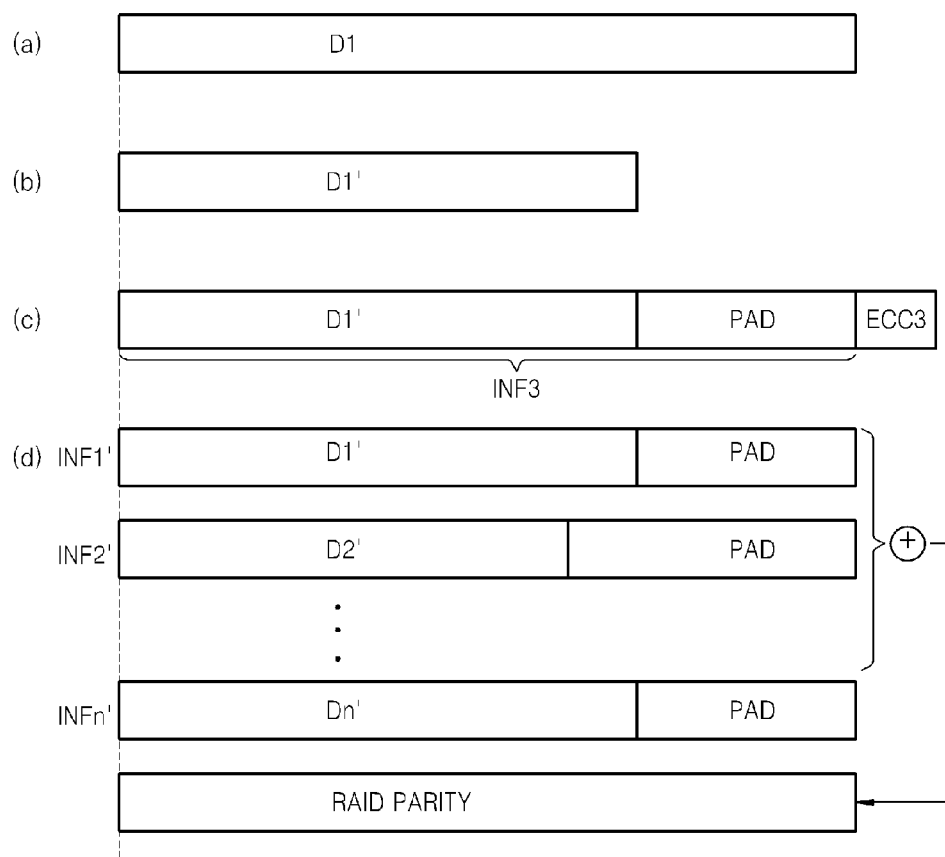 (a) D1
(b) D1'
(c) D1' PAD ECC3
INF3
(d) INF1' D1' PAD
INF2' D2' PAD
INFn' Dn' PAD
RAID PARITY